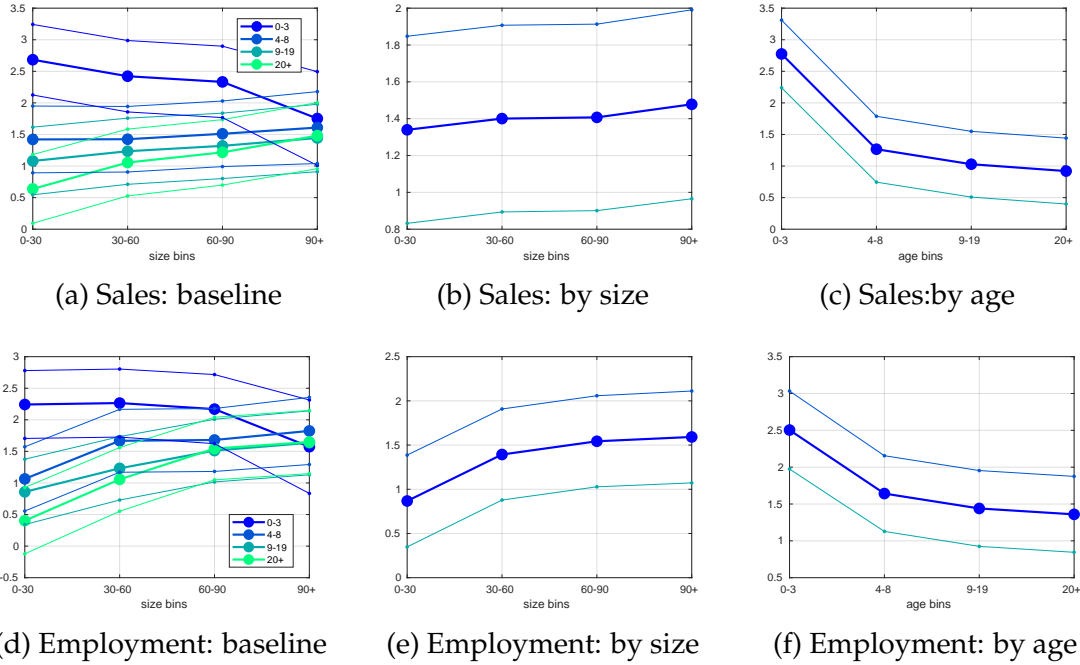 3.5
3
2.5
2
1.5
1
0.5
0
0-30 30-60 60-90 90+
size bins
0-3
4-8
9-19
20+
(a) Sales: baseline
2
1.8
1.6
1.4
1.2
1
0.8
0-30 30-60 60-90 90+
size bins
(b) Sales: by size
3.5
3
2.5
2
1.5
1
0.5
0
0-3 4-8 9-19 20+
age bins
(c) Sales:by age
3
2.5
2
1.5
1
0.5
0
-0.5
0-30 30-60 60-90 90+
size bins
0-3
4-8
9-19
20+
d) Employment: baseline
2.5
2
1.5
1
0.5
0
0-30 30-60 60-90 90+
size bins
(e) Employment: by size
3.5
3
2.5
2
1.5
1
0.5
0-3 4-8 9-19 20+
age bins
(f) Employment: by age